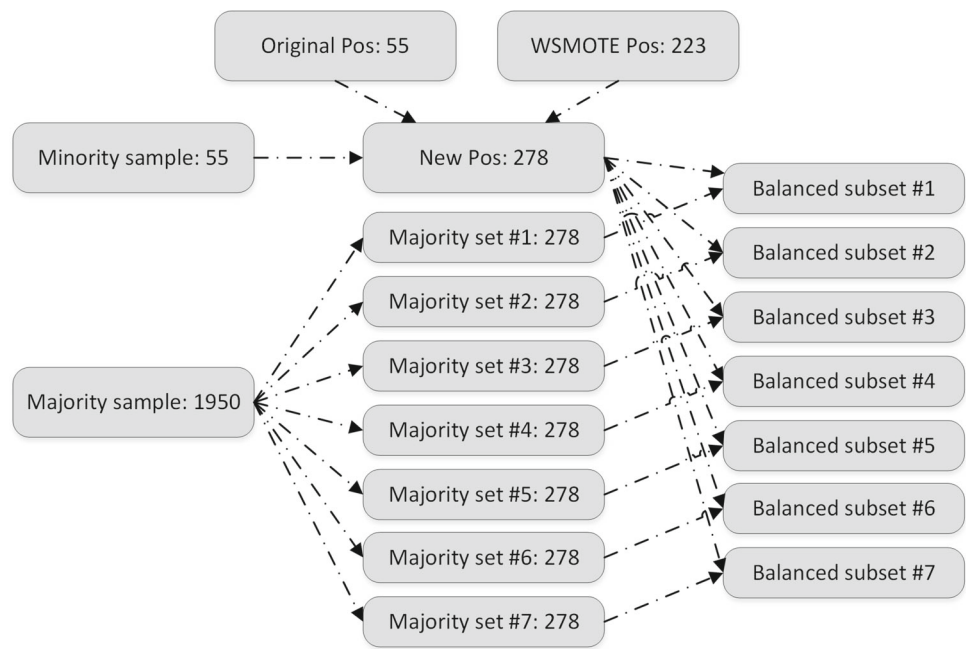 Original Pos: 55
WSMOTE Pos: 223
Minority sample: 55
New Pos: 278
Balanced subset #1
Majority set #1: 278
Balanced subset #2
Majority set #2: 278
Balanced subset #3
Majority set #3: 278
Balanced subset #4
Majority sample: 1950
Majority set #4: 278
Balanced subset #5
Majority set #5: 278
Balanced subset #6
Majority set #6: 278
Balanced subset #7
Majority set #7: 278